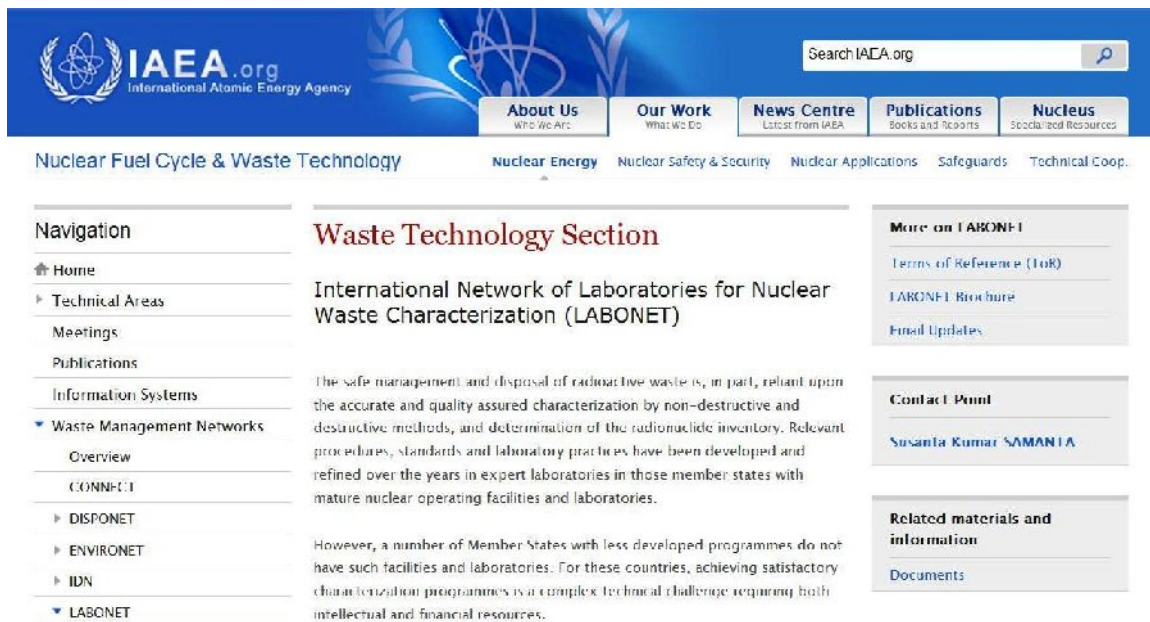 IAEA.org
International Atomic Energy Agency
Search IAEA.org
About Us
Who We Are
Our Work
What We Do
News Centre
Latest from IAEA
Publications
Books and Reports
Nucleus
Specialized Resources
Nuclear Fuel Cycle & Waste Technology
Nuclear Energy
Nuclear Safety & Security
Nuclear Applications
Safeguards
Technical Coop.
Navigation
Home
Technical Areas
Meetings
Publications
Information Systems
Waste Management Networks
Overview
CONNECT
DISPONET
ENVIRONET
IDN
LABONET
Waste Technology Section
International Network of Laboratories for Nuclear
Waste Characterization (LABONET)
The safe management and disposal of radioactive waste is, in part, reliant upon
the accurate and quality assured characterization by non-destructive and
destructive methods, and determination of the radionuclide inventory. Relevant
procedures, standards and laboratory practices have been developed and
refined over the years in expert laboratories in those member states with
mature nuclear operating facilities and laboratories.
However, a number of Member States with less developed programmes do not
have such facilities and laboratories. For these countries, achieving satisfactory
characterization programmes is a complex technical challenge requiring both
intellectual and financial resources.
More on LABONET
Terms of Reference (ToR)
LABONET Brochure
Email Updates
Contact Point
Susanta Kumar SAMANTA
Related materials and
information
Documents